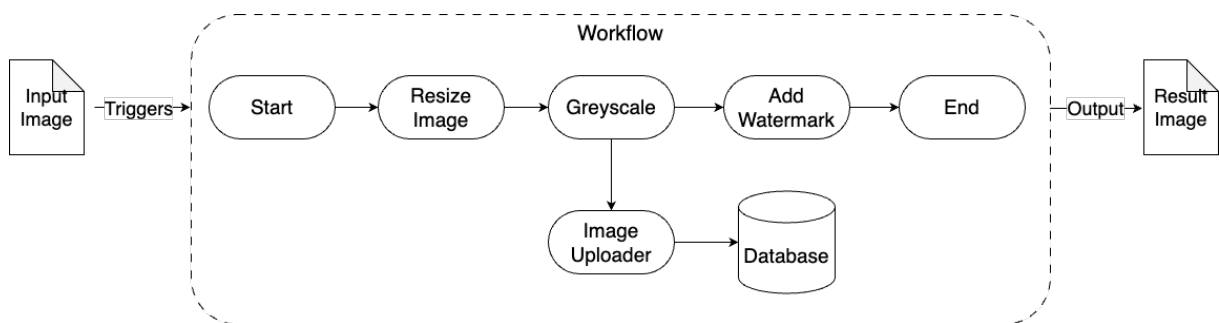 Workflow
Input
Image
Triggers
Start
Resize
Image
Greyscale
Add
Watermark
End
Output
Result
Image
Image
Uploader
Database